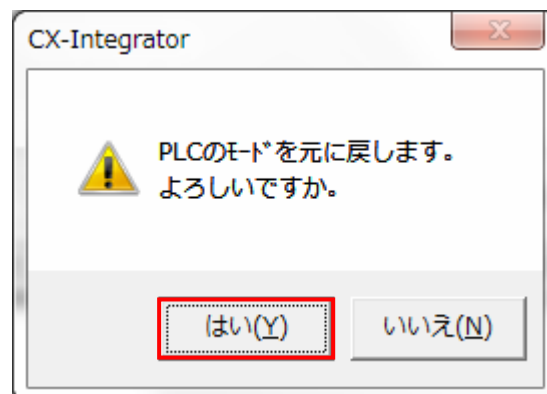 CX-Integrator
PLCのﾓｰﾄﾞを元に戻します。
よろしいですか。
はい(Y)
いいえ(N)